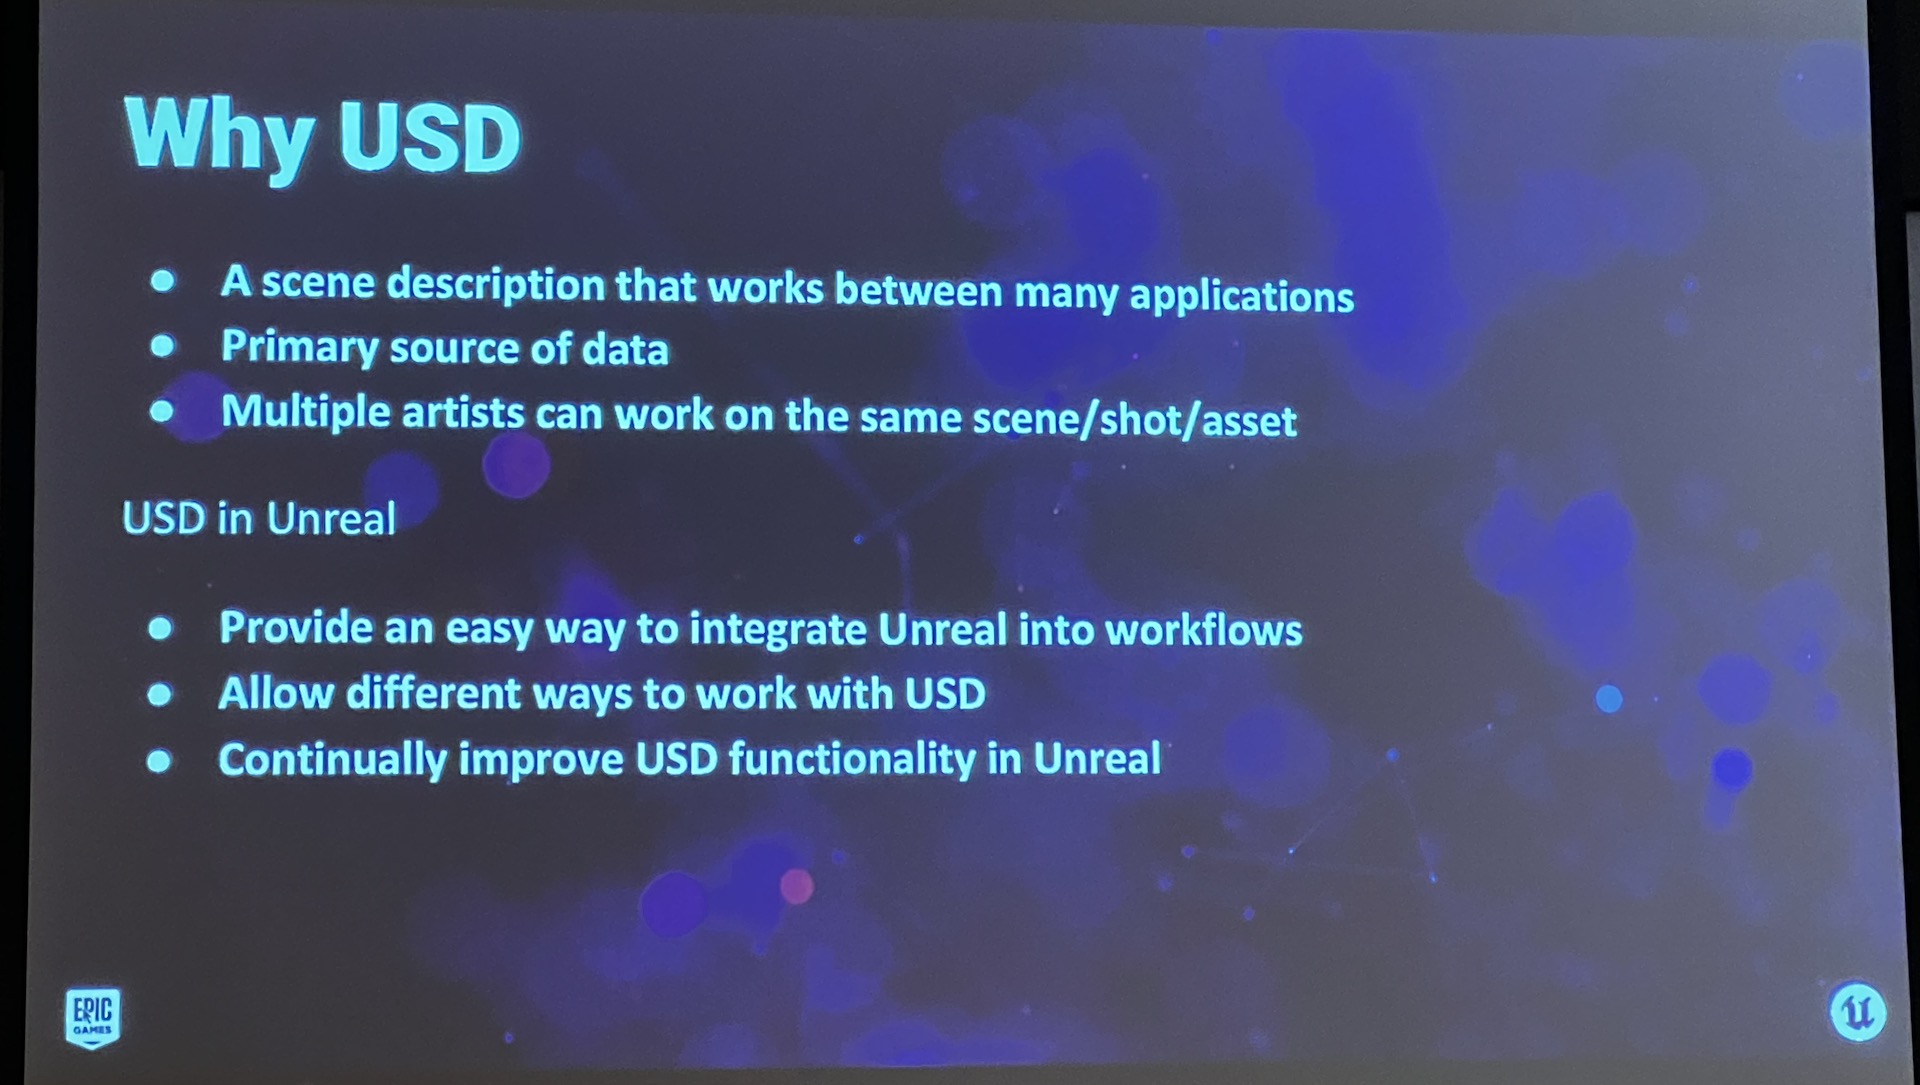 Why USD
● A scene description that works between many applications
● Primary source of data
● Multiple artists can work on the same scene/shot/asset
USD in Unreal
● Provide an easy way to integrate Unreal into workflows
● Allow different ways to work with USD
● Continually improve USD functionality in Unreal
EPIC
GAMES